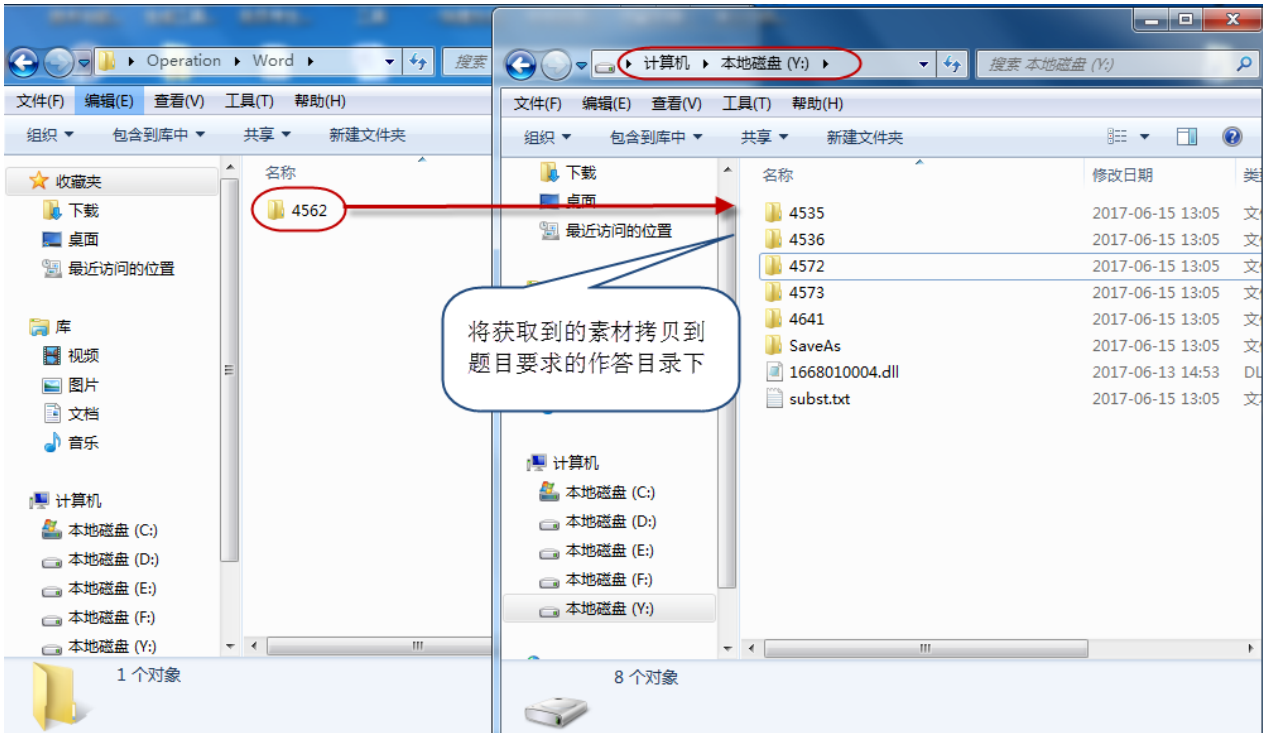 Operation
Word
搜索
文件(F)
编辑(E)
查看(V)
工具(T)
帮助(H)
组织
包含到库中
共享
新建文件夹
收藏夹
下载
桌面
最近访问的位置
库
视频
图片
文档
音乐
计算机
本地磁盘 (C:)
本地磁盘 (D:)
本地磁盘 (E:)
本地磁盘 (F:)
本地磁盘 (Y:)
名称
4562
1 个对象
计算机
本地磁盘 (Y:)
搜索 本地磁盘 (Y:)
文件(F)
编辑(E)
查看(V)
工具(T)
帮助(H)
组织
包含到库中
共享
新建文件夹
下载
桌面
最近访问的位置
将获取到的素材拷贝到
题目要求的作答目录下
计算机
本地磁盘 (C:)
本地磁盘 (D:)
本地磁盘 (E:)
本地磁盘 (F:)
本地磁盘 (Y:)
名称
修改日期
4535
2017-06-15 13:05
文
4536
2017-06-15 13:05
文
4572
2017-06-15 13:05
文
4573
2017-06-15 13:05
文
4641
2017-06-15 13:05
文
SaveAs
2017-06-15 13:05
文
1668010004.dll
2017-06-13 14:53
DL
subst.txt
2017-06-15 13:05
文
8 个对象